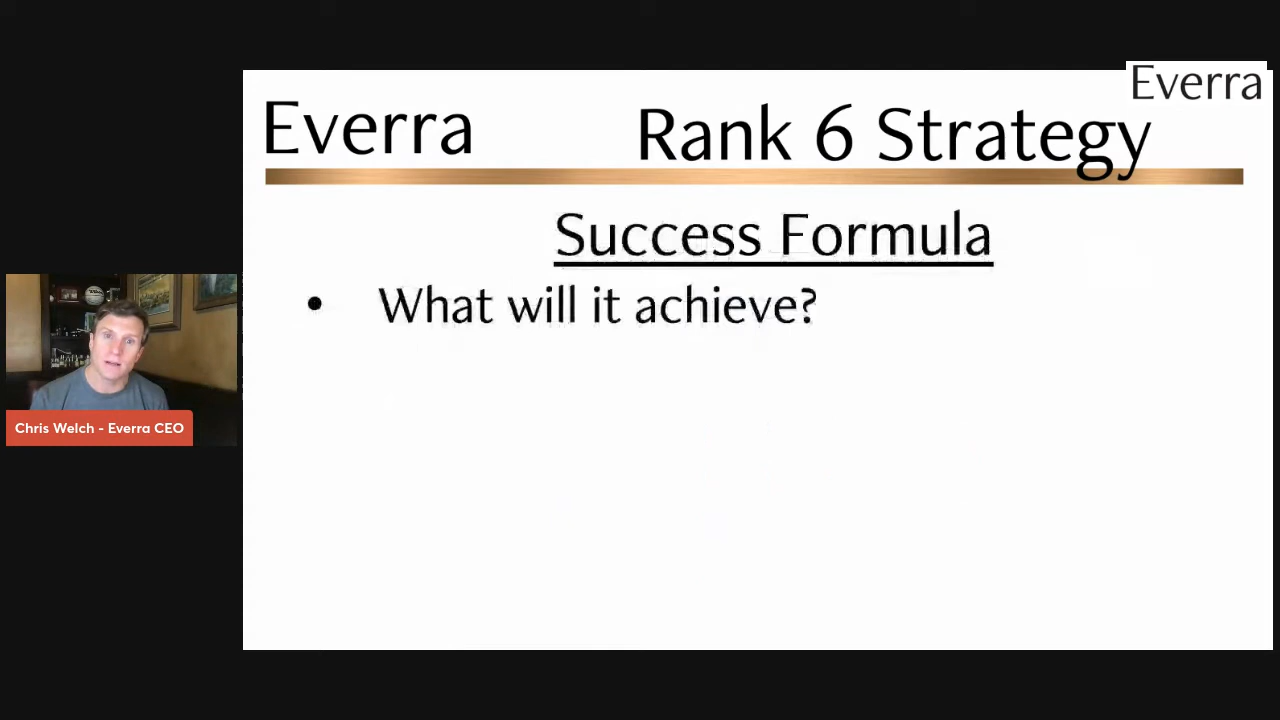 Everra
Everra
Rank 6 Strategy
Success Formula
• What will it achieve?
Chris Welch - Everra CEO